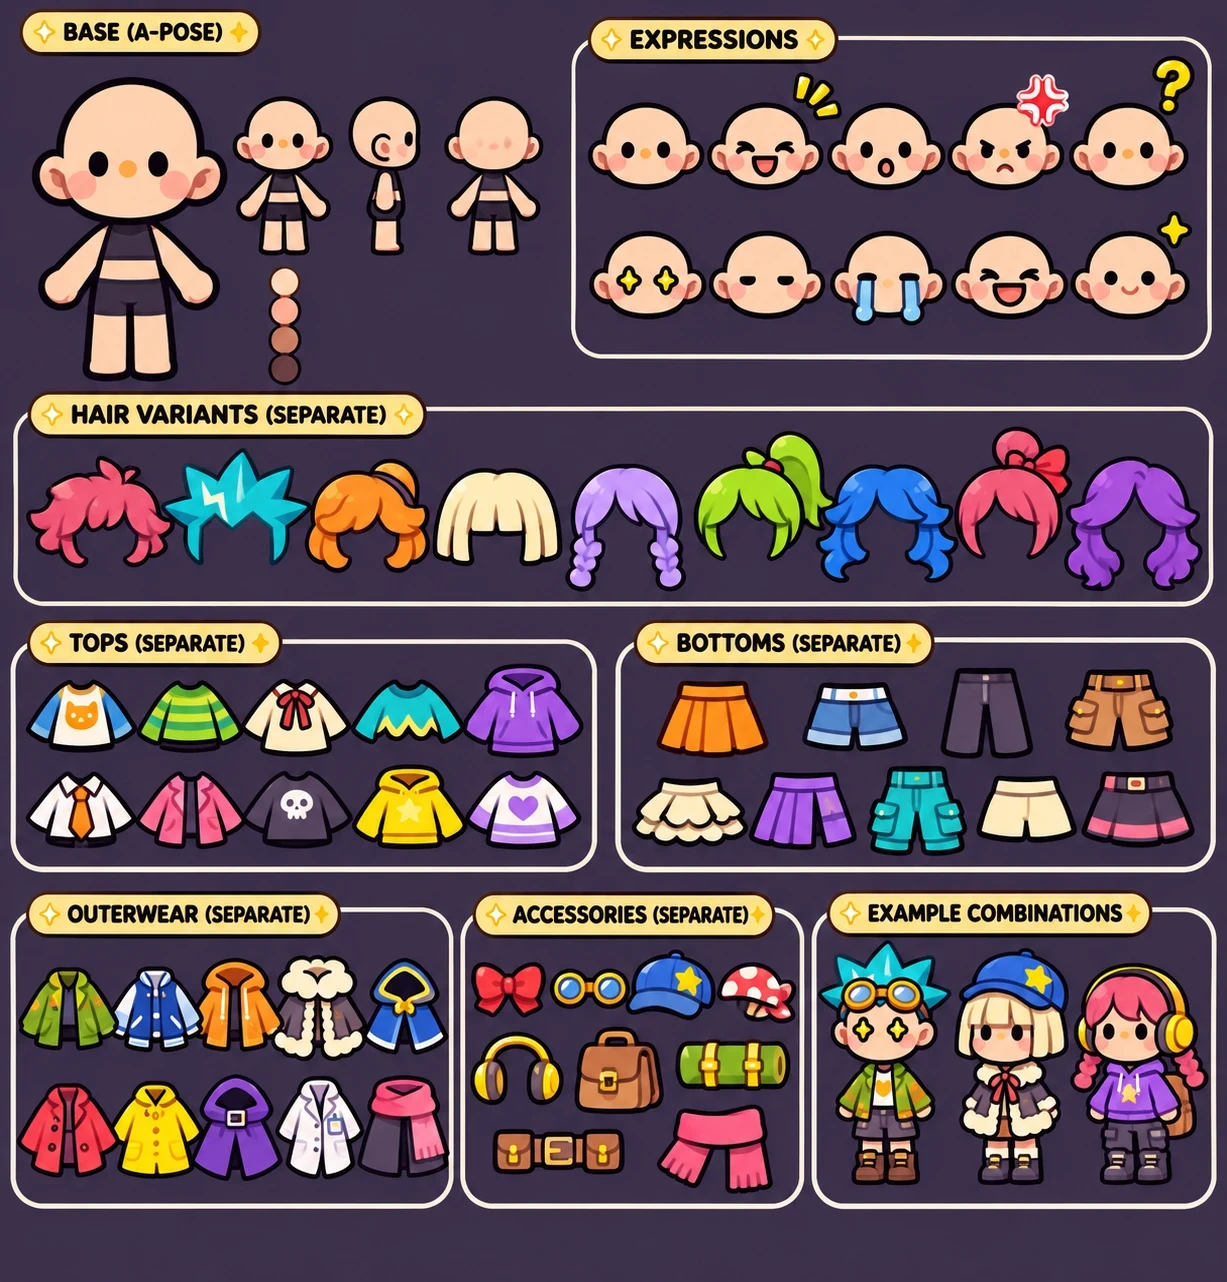 BASE (A-POSE)
EXPRESSIONS
?
HAIR VARIANTS (SEPARATE)
TOPS (SEPARATE)
BOTTOMS (SEPARATE)
OUTERWEAR (SEPARATE)
ACCESSORIES (SEPARATE)
EXAMPLE COMBINATIONS